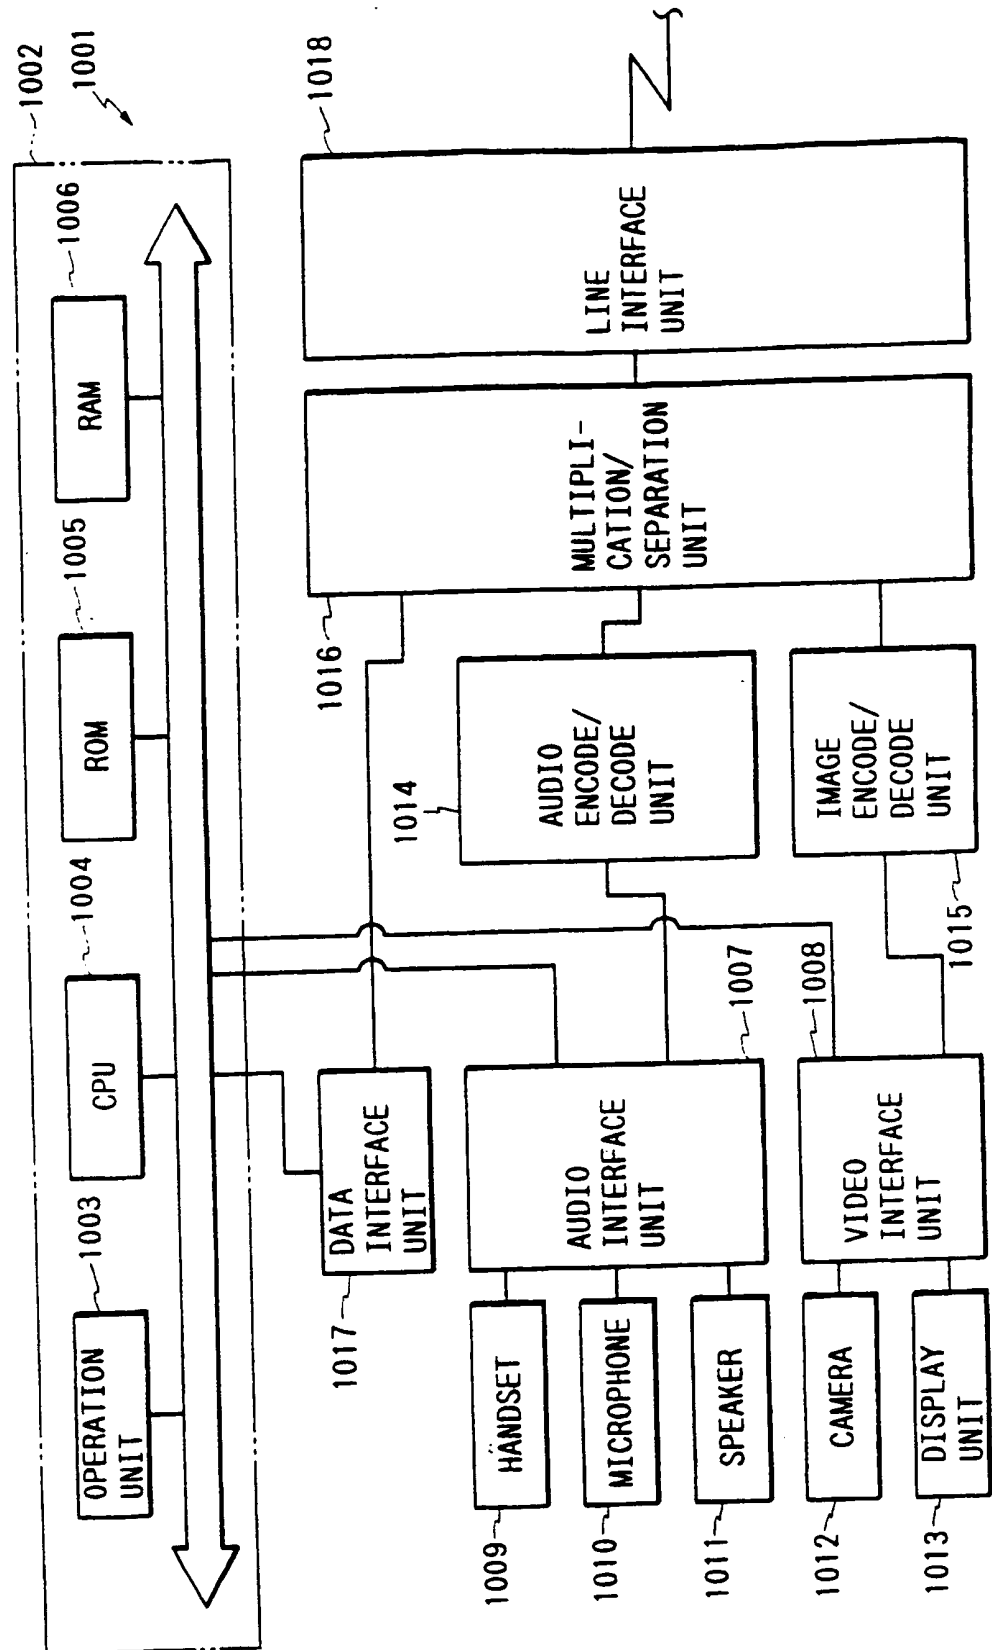 1002
1001
1003
1004
1005
1006
OPERATION
UNIT
CPU
ROM
RAM
1017
DATA
INTERFACE
UNIT
1016
1018
MULTIPLI-
CATION/
SEPARATION
UNIT
LINE
INTERFACE
UNIT
1014
AUDIO
ENCODE/
DECODE
UNIT
1009
HANDSET
1010
MICROPHONE
1011
SPEAKER
AUDIO
INTERFACE
UNIT
1007
1008
IMAGE
ENCODE/
DECODE
UNIT
1015
1012
CAMERA
1013
DISPLAY
UNIT
VIDEO
INTERFACE
UNIT